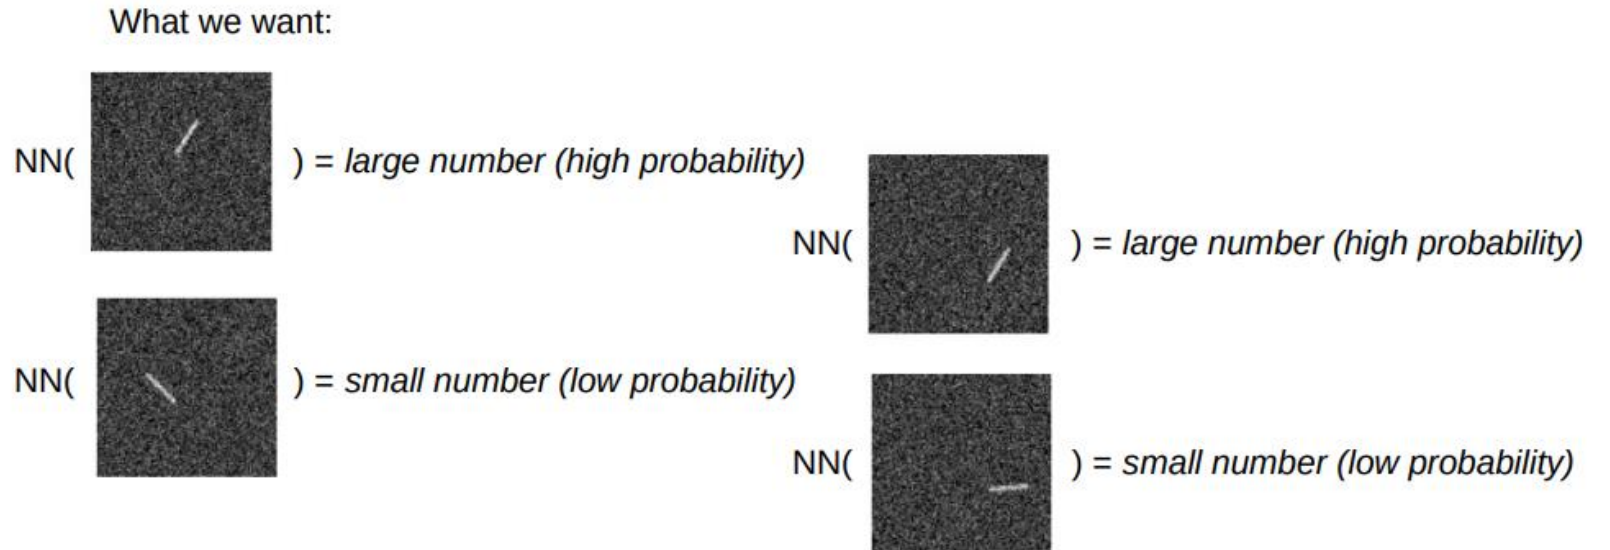 What we want:
NN( ) = large number (high probability)
NN( ) = large number (high probability)
NN( ) = small number (low probability)
NN( ) = small number (low probability)